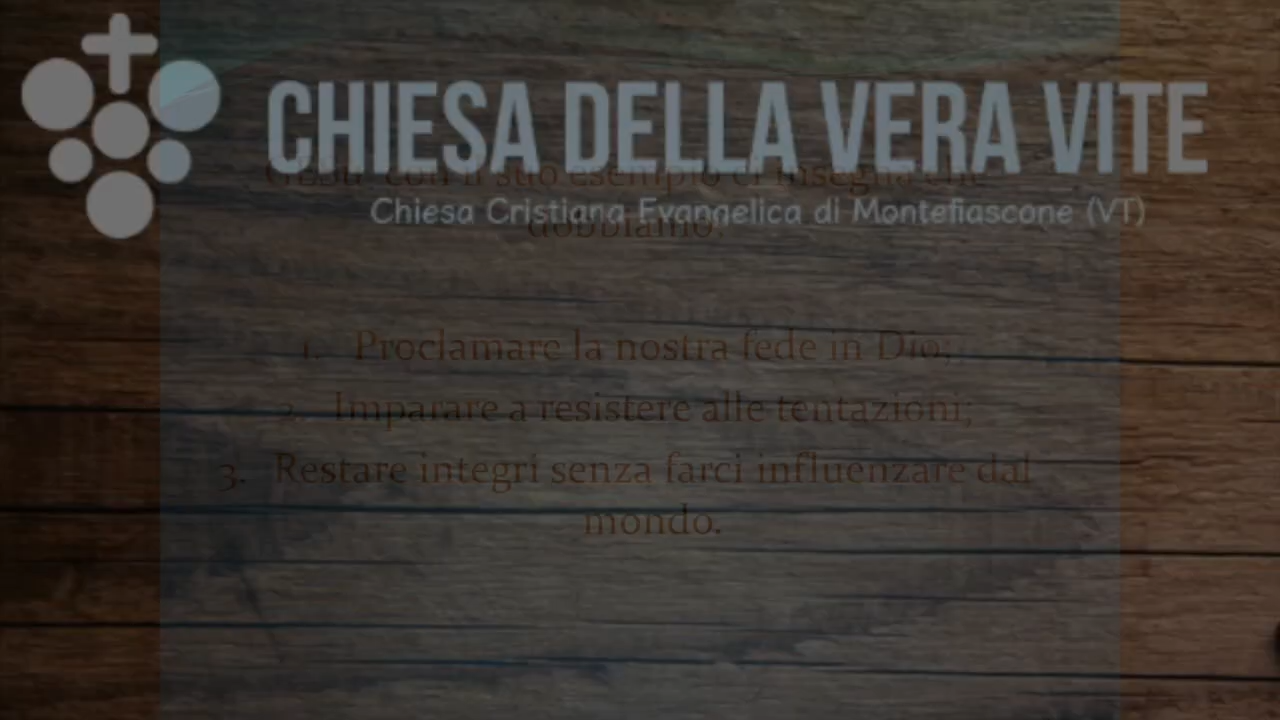 CHIESA DELLA VERA VITE
con il suo esempio ci insegna che
Chiesa Cristiana Evangelica di Montefiascone (VT)
dobbiamo:
1. Proclamare la nostra fede in Dio;
2. Imparare a resistere alle tentazioni;
3. Restare integri senza farci influenzare dal
mondo.